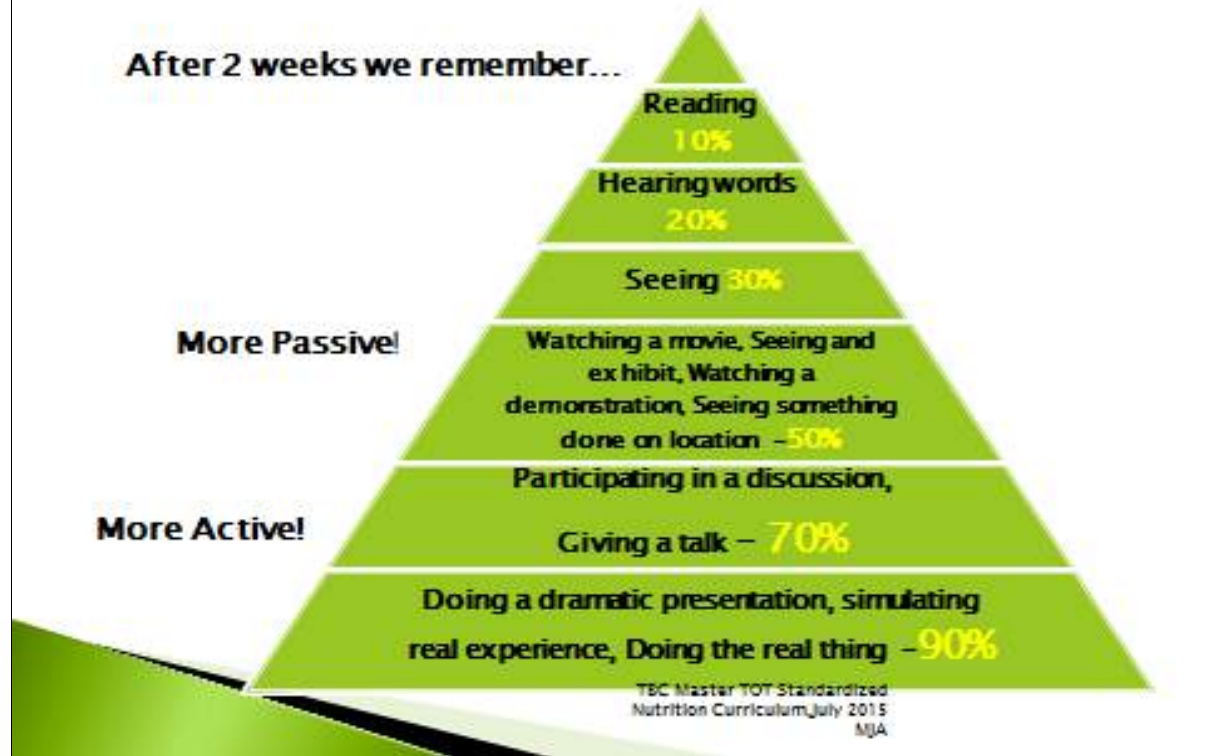 After 2 weeks we remember...
Reading
10%
Hearing words
20%
Seeing 30%
More Passive!
Watching a movie, Seeing and
ex hibit, Watching a
demonstration, Seeing something
done on location -50%
Participating in a discussion,
More Active!
Giving a talk – 70%
Doing a dramatic presentation, simulating
real experience, Doing the real thing -90%
TBC Master TOT Standardized
Nutrition Curriculum,July 2015
MJA